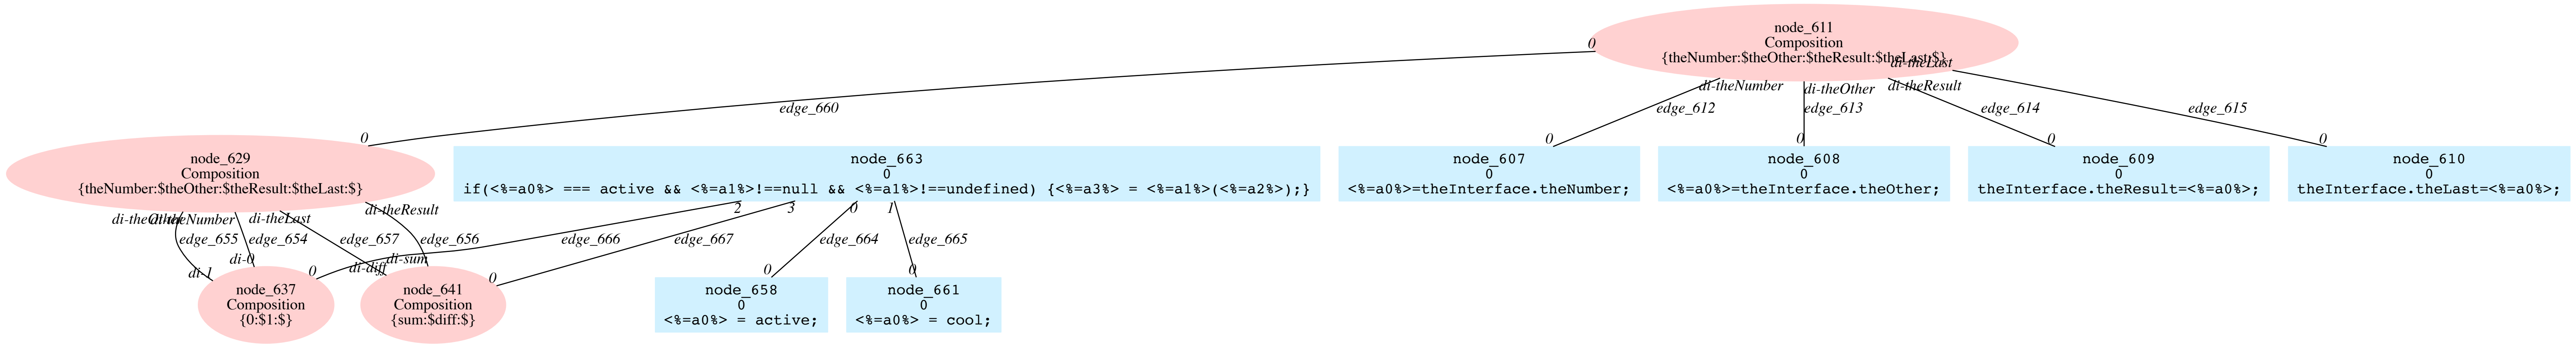 node_611
Composition
{theNumber:$theOther:$theResult:$theLast:$}
di-theLast
0
di-theNumber
di-theOther
di-theResult
edge_660
edge_612
edge_613
edge_614
edge_615
0
0
0
0
0
node_629
Composition
{theNumber:$theOther:$theResult:$theLast:$}
node_663
0
if(<%=a0%> === active && <%=a1%>!==null && <%=a1%>!==undefined) {<%=a3%> = <%=a1%>(<%=a2%>);}
node_607
0
<%=a0%>=theInterface.theNumber;
node_608
0
<%=a0%>=theInterface.theOther;
node_609
0
theInterface.theResult=<%=a0%>;
node_610
0
theInterface.theLast=<%=a0%>;
di-theOther
di-theNumber
di-theLast
di-theResult
2
3
0
1
edge_655
edge_654
edge_657
edge_656
edge_666
edge_667
edge_664
edge_665
di-1
di-0
0
di-diff
di-sum
0
0
0
node_637
Composition
{0:$1:$}
node_641
Composition
{sum:$diff:$}
node_658
0
<%=a0%> = active;
node_661
0
<%=a0%> = cool;